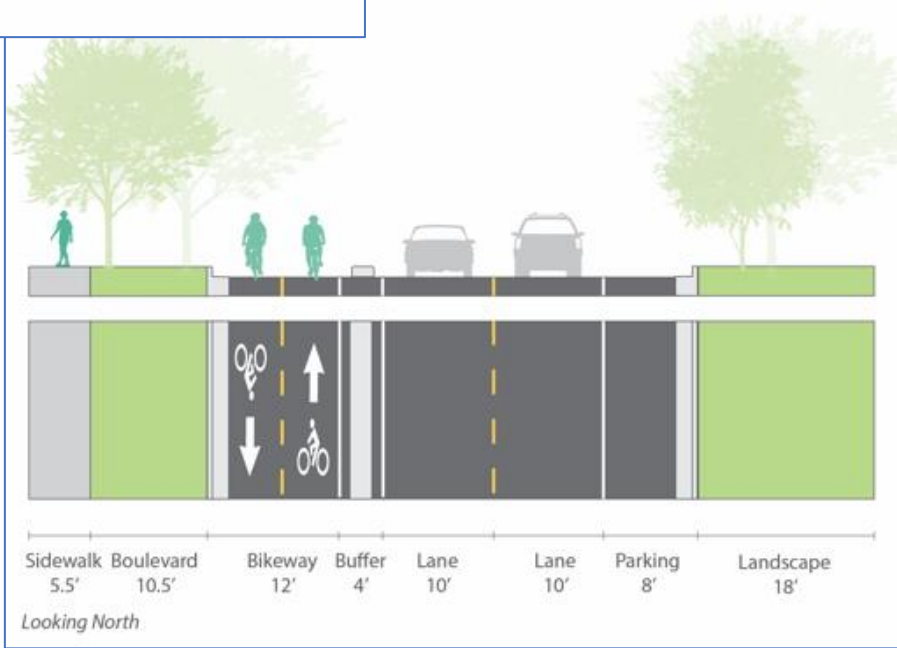 Sidewalk Boulevard Bikeway Buffer Lane Lane Parking Landscape
5.5’ 10.5’ 12’ 4’ 10’ 10’ 8’ 18’
Looking North